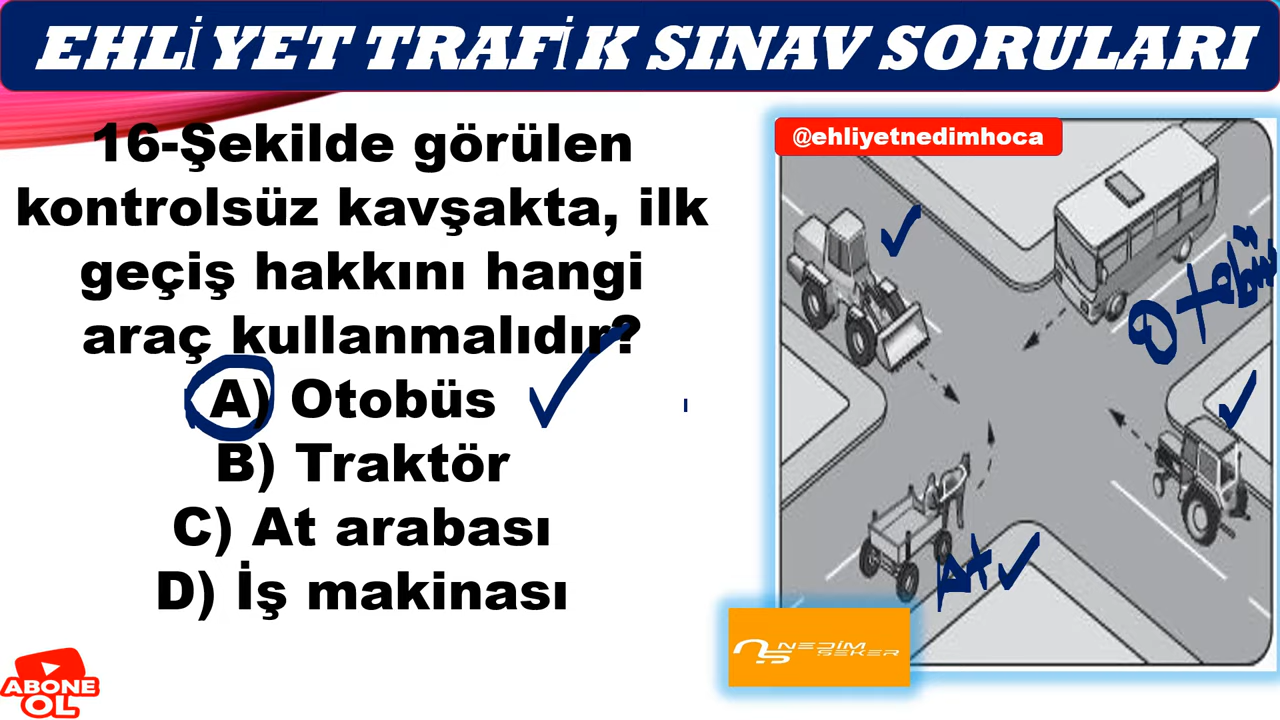 EHLİYET TRAFİK SINAV SORULARI
@ehliyetnedimhoca
16-Şekilde görülen
kontrolsüz kavşakta, ilk
geçiş hakkını hangi
araç kullanmalıdır?
A) Otobüs
B) Traktör
C) At arabası
D) İş makinası
Otobüs
At
NEDİM
ŞEKER
ABONE
OL